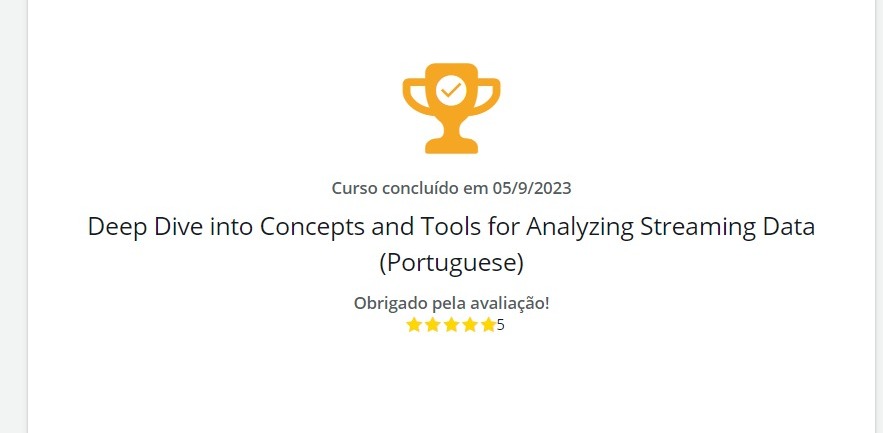 Curso concluído em 05/9/2023
Deep Dive into Concepts and Tools for Analyzing Streaming Data
(Portuguese)
Obrigado pela avaliação!
5